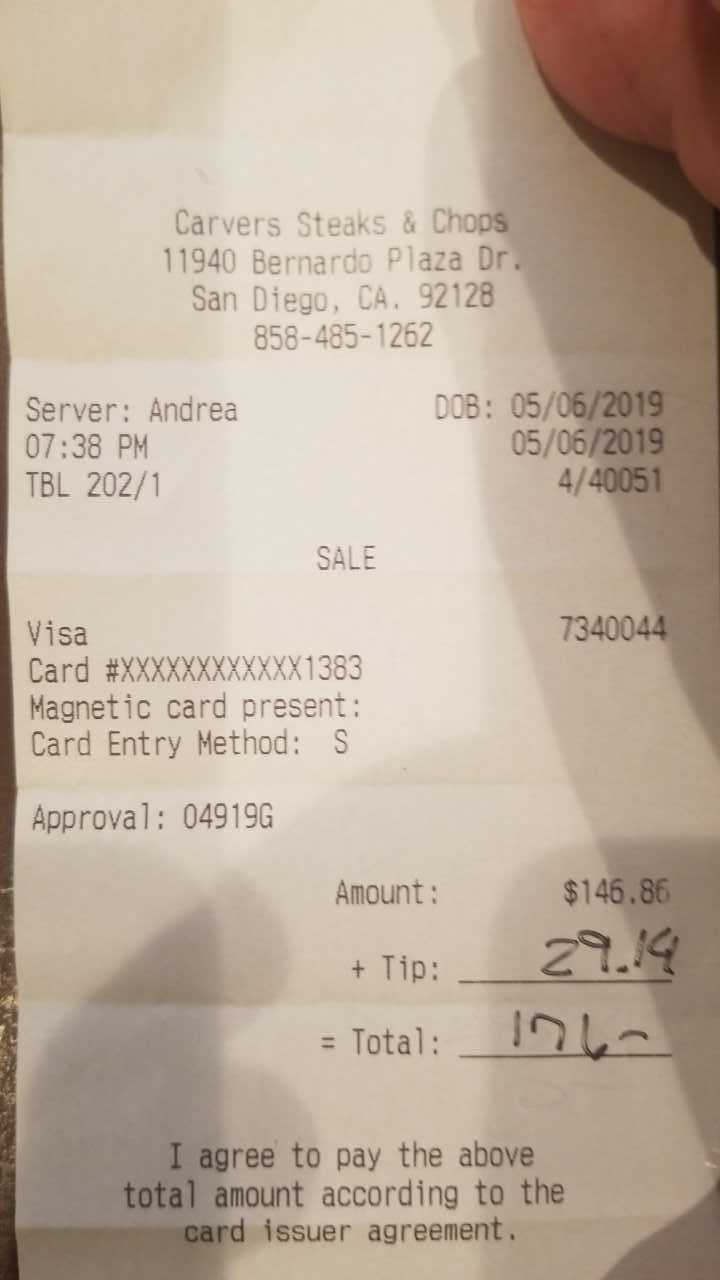 Carvers Steaks & Chops
11940 Bernardo Plaza Dr.
San Diego, CA. 92128
858-485-1262
Server: Andrea DOB: 05/06/2019
07:38 PM 05/06/2019
TBL 202/1 4/40051
SALE
Visa 7340044
Card #XXXXXXXXXXXX1383
Magnetic card present:
Card Entry Method: S
Approval: 04919G
Amount: $146.86
+ Tip: 29.14
= Total: 176-
I agree to pay the above
total amount according to the
card issuer agreement.